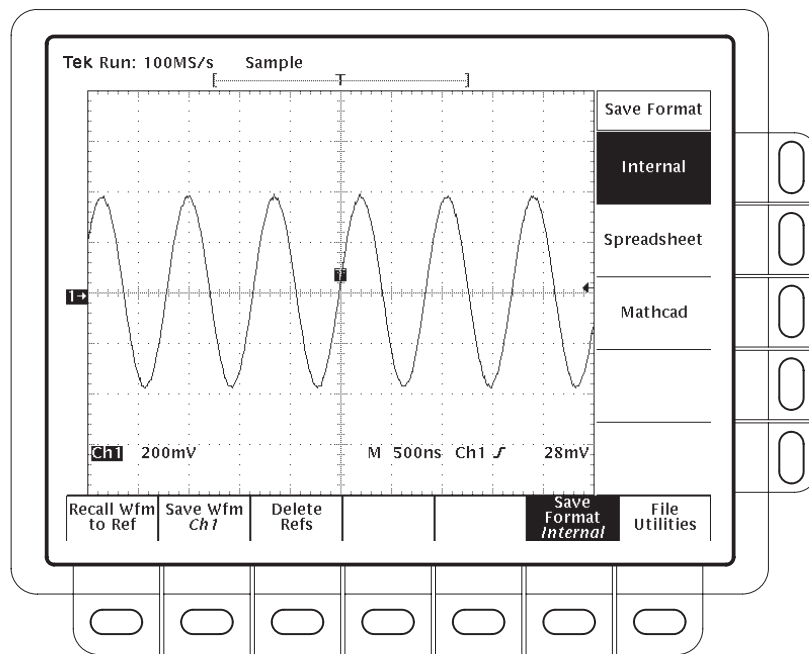 Tek Run: 100MS/s Sample
[ T ]
T
1→
Ch1 200mV M 500ns Ch1 28mV
Save Format
Internal
Spreadsheet
Mathcad
Recall Wfm
to Ref
Save Wfm
Ch1
Delete
Refs
Save
Format
Internal
File
Utilities